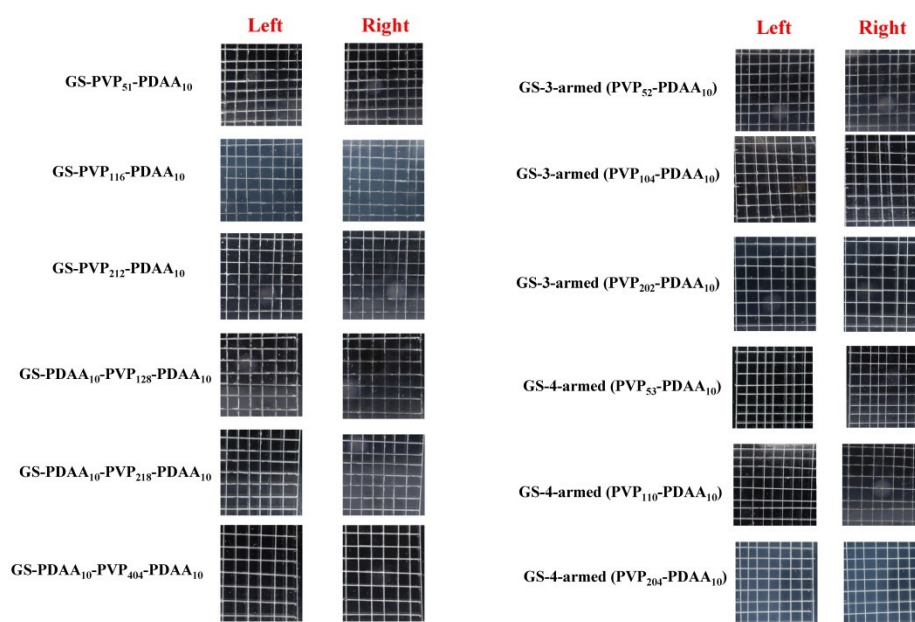 Left Right
GS-PVP₅₁-PDAA₁₀
GS-PVP₁₁₆-PDAA₁₀
GS-PVP₂₁₂-PDAA₁₀
GS-PDAA₁₀-PVP₁₂₈-PDAA₁₀
GS-PDAA₁₀-PVP₂₁₈-PDAA₁₀
GS-PDAA₁₀-PVP₄₀₄-PDAA₁₀
Left Right
GS-3-armed (PVP₅₂-PDAA₁₀)
GS-3-armed (PVP₁₀₄-PDAA₁₀)
GS-3-armed (PVP₂₀₂-PDAA₁₀)
GS-4-armed (PVP₅₃-PDAA₁₀)
GS-4-armed (PVP₁₁₀-PDAA₁₀)
GS-4-armed (PVP₂₀₄-PDAA₁₀)